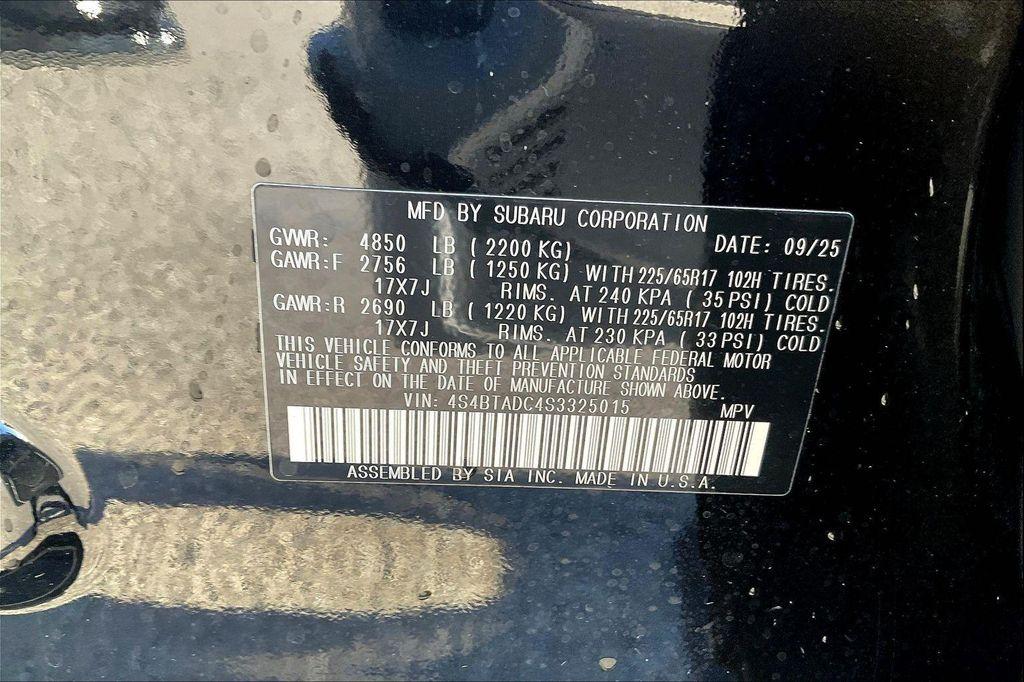 MFD BY SUBARU CORPORATION
GVWR: 4850 LB (2200 KG) DATE: 09/25
GAWR:F 2756 LB (1250 KG) WITH 225/65R17 102H TIRES.
17X7J RIMS. AT 240 KPA (35 PSI) COLD
GAWR:R 2690 LB (1220 KG) WITH 225/65R17 102H TIRES.
17X7J RIMS. AT 230 KPA (33 PSI) COLD
THIS VEHICLE CONFORMS TO ALL APPLICABLE FEDERAL MOTOR
VEHICLE SAFETY AND THEFT PREVENTION STANDARDS
IN EFFECT ON THE DATE OF MANUFACTURE SHOWN ABOVE.
VIN: 4S4BTADC4S3325015 MPV
ASSEMBLED BY SIA INC. MADE IN U.S.A.